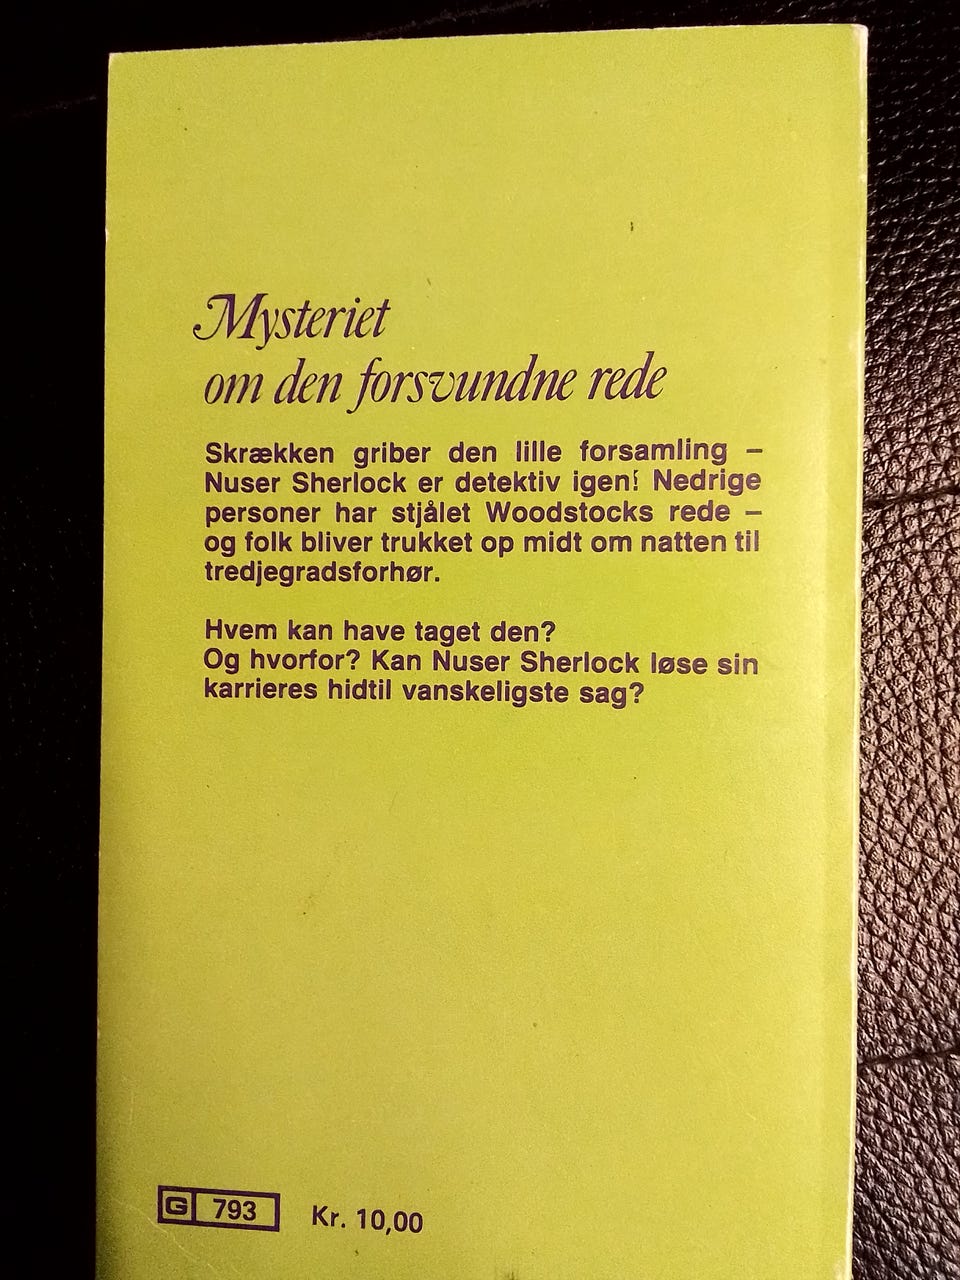 Mysteriet
om den forsvundne rede
Skrækken griber den lille forsamling –
Nuser Sherlock er detektiv igen! Nedrige
personer har stjålet Woodstocks rede –
og folk bliver trukket op midt om natten til
tredjegradsforhør.
Hvem kan have taget den?
Og hvorfor? Kan Nuser Sherlock løse sin
karrieres hidtil vanskeligste sag?
G 793 Kr. 10,00